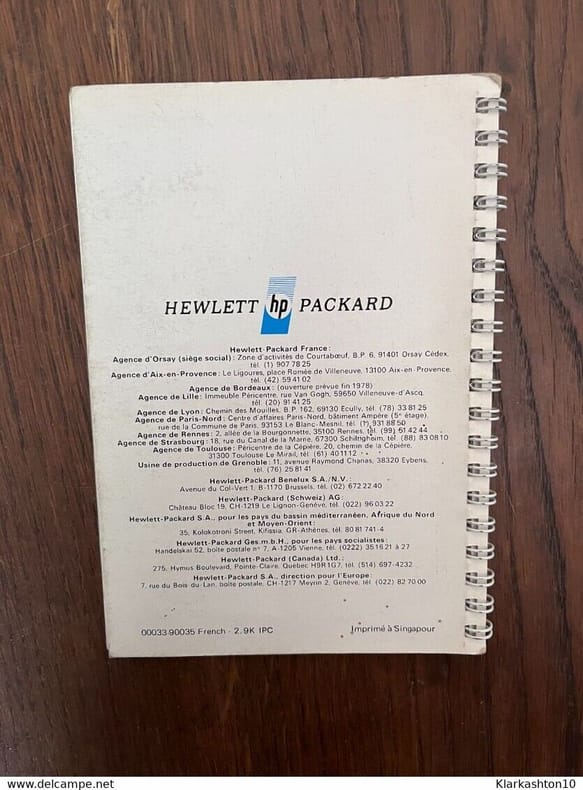 HEWLETT hp PACKARD
Hewlett-Packard France:
Agence d'Orsay (siège social): Zone d'activités de Courtabœuf, B.P. 6, 91401 Orsay Cédex,
tél. (1) 907 78 25
Agence d'Aix-en-Provence: Le Ligoures, place Romée de Villeneuve, 13100 Aix-en-Provence,
tél. (42) 59 41 02
Agence de Bordeaux: (ouverture prévue fin 1978)
Agence de Lille: Immeuble Péricentre, rue Van Gogh, 59650 Villeneuve-d'Ascq,
tél. (20) 91 41 25
Agence de Lyon: Chemin des Mouilles, B.P. 162, 69130 Ecully, tél. (78) 33 81 25
Agence de Paris-Nord: Centre d'affaires Paris-Nord, bâtiment Ampère (5e étage),
rue de la Commune de Paris, 93153 Le Blanc-Mesnil, tél. (1) 931 88 50
Agence de Rennes: 2, allée de la Bourgonnette, 35100 Rennes, tél. (99) 51 42 44
Agence de Strasbourg: 18, rue du Canal de la Marne, 67300 Schiltigheim, tél. (88) 83 08 10
Agence de Toulouse: Péricentre de la Cépière, 20, chemin de la Cépière,
31300 Toulouse Le Mirail, tél. (61) 40 11 12
Usine de production de Grenoble: 11, avenue Raymond Chanas, 38320 Eybens,
tél. (76) 25 81 41
Hewlett-Packard Benelux S.A./N.V.:
Avenue du Col-Vert 1, B-1170 Brussels, tél. (02) 672 22 40
Hewlett-Packard (Schweiz) AG:
Château Bloc 19, CH-1219 Le Lignon-Genève, tél. (022) 96 03 22
Hewlett-Packard S.A., pour les pays du bassin méditerranéen, Afrique du Nord
et Moyen-Orient:
35, Kolokotroni Street, Kifissia, GR-Athènes, tél. 80 81 741-4
Hewlett-Packard Ges.m.b.H., pour les pays socialistes:
Handelskai 52, boîte postale n° 7, A-1205 Vienne, tél. (0222) 35 16 21 à 27
Hewlett-Packard (Canada) Ltd.:
275, Hymus Boulevard, Pointe-Claire, Québec H9R1G7, tél. (514) 697-4232
Hewlett-Packard S.A., direction pour l'Europe:
7, rue du Bois-du-Lan, boîte postale, CH-1217 Meyrin 2, Genève, tél. (022) 82 70 00
00033-90035 French - 2.9K IPC Imprimé à Singapour
www.delcampe.net Klarkashton10